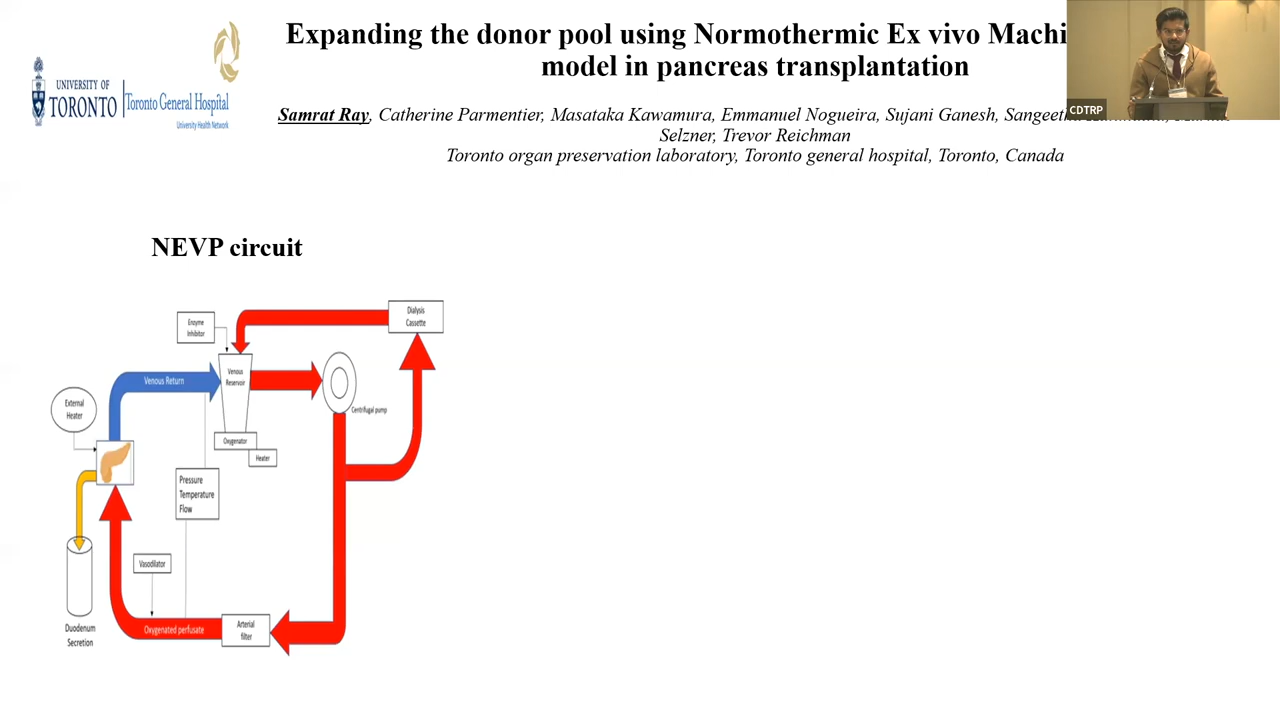 Expanding the donor pool using Normothermic Ex vivo
model in pancreas transplantation
UNIVERSITY OF
TORONTO
Toronto General Hospital
University Health Network
CDTRP
Samrat Ray, Catherine Parmentier, Masataka Kawamura, Emmanuel Nogueira, Sujani Ganesh,
Selzner, Trevor Reichman
Toronto organ preservation laboratory, Toronto general hospital, Toronto, Canada
NEVP circuit
Dialysis
Cassette
Enzyme
Inhibitor
Venous
Reservoir
Venous Return
External
Heater
Centrifugal pump
Oxygenator
Heater
Pressure
Temperature
Flow
Vasodilator
Oxygenated perfusate
Arterial
filter
Duodenum
Secretion